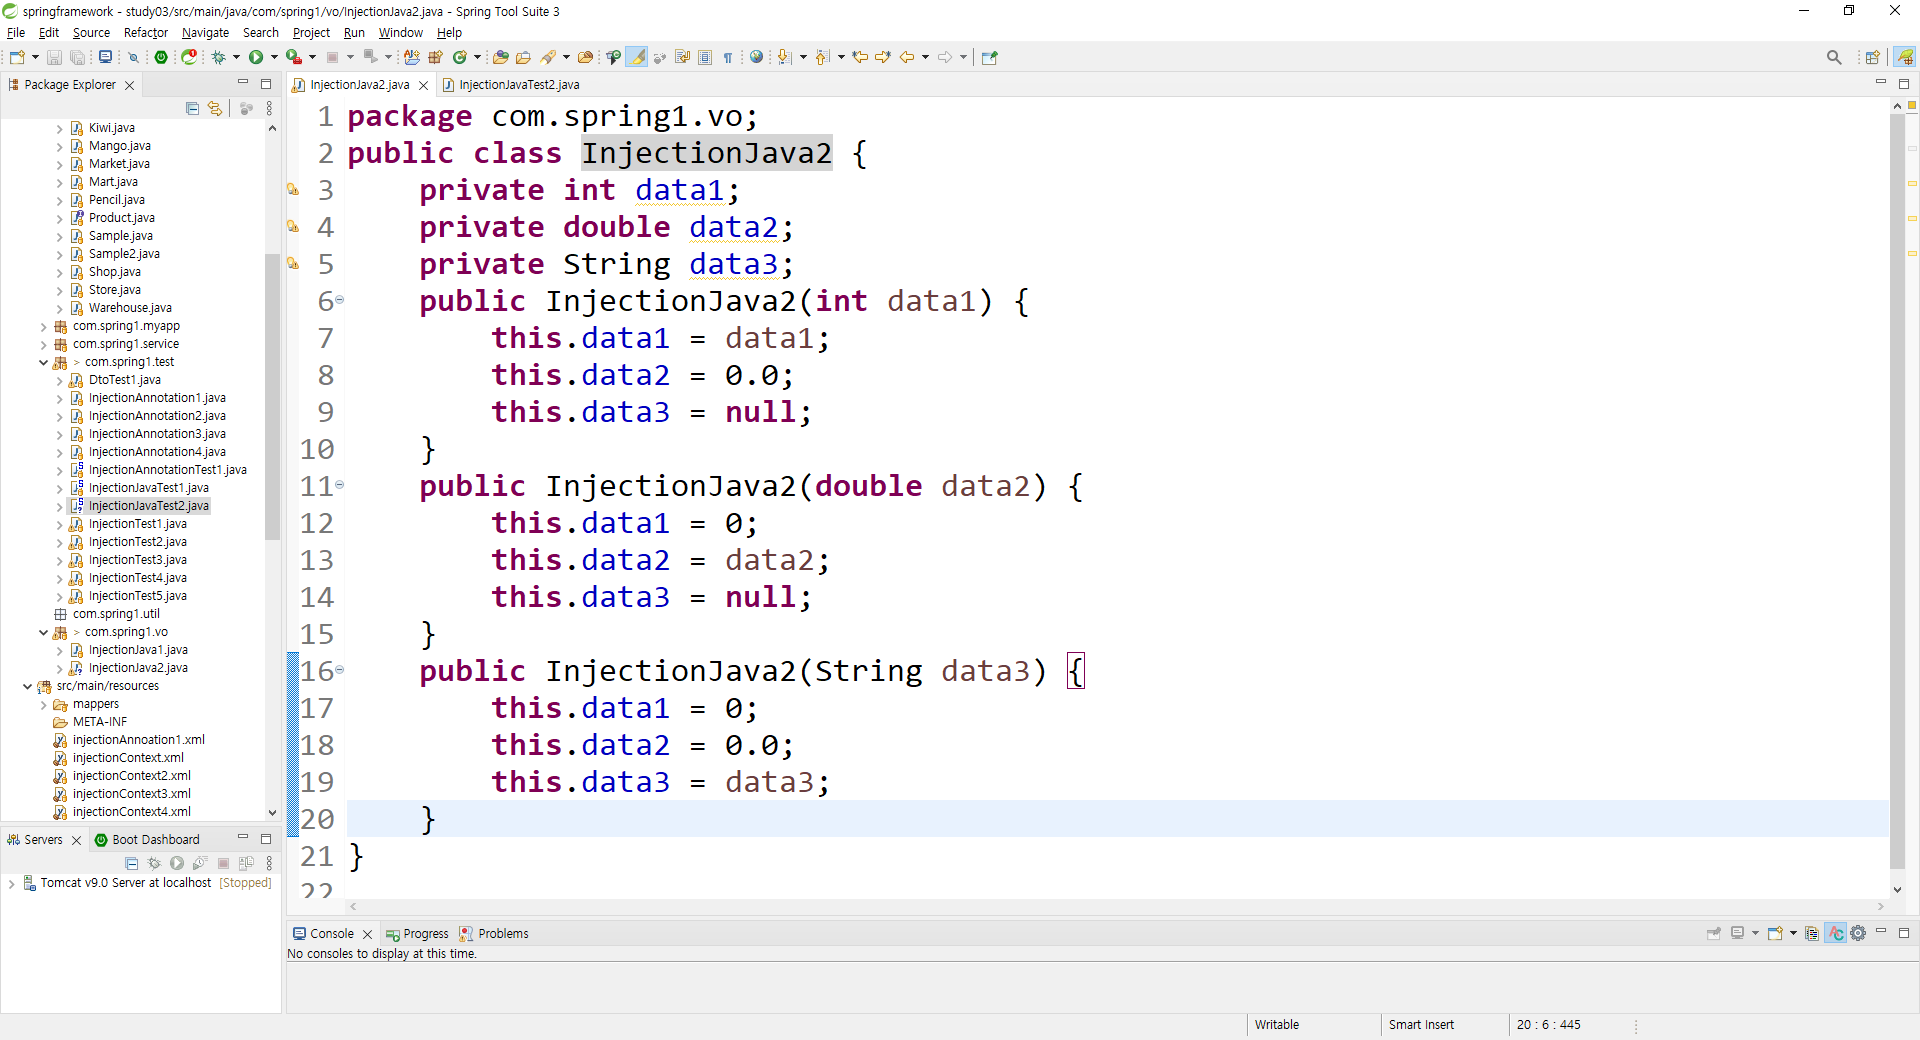 springframework - study03/src/main/java/com/spring1/vo/InjectionJava2.java - Spring Tool Suite 3
File Edit Source Refactor Navigate Search Project Run Window Help
Package Explorer
Kiwi.java
Mango.java
Market.java
Mart.java
Pencil.java
Product.java
Sample.java
Sample2.java
Shop.java
Store.java
Warehouse.java
com.spring1.myapp
com.spring1.service
> com.spring1.test
DtoTest1.java
InjectionAnnotation1.java
InjectionAnnotation2.java
InjectionAnnotation3.java
InjectionAnnotation4.java
InjectionAnnotationTest1.java
InjectionJavaTest1.java
InjectionJavaTest2.java
InjectionTest1.java
InjectionTest2.java
InjectionTest3.java
InjectionTest4.java
InjectionTest5.java
com.spring1.util
> com.spring1.vo
InjectionJava1.java
InjectionJava2.java
src/main/resources
mappers
META-INF
injectionAnnoation1.xml
injectionContext.xml
injectionContext2.xml
injectionContext3.xml
injectionContext4.xml
Servers Boot Dashboard
Tomcat v9.0 Server at localhost [Stopped]
InjectionJava2.java InjectionJavaTest2.java
1 package com.spring1.vo;
2 public class InjectionJava2 {
3 private int data1;
4 private double data2;
5 private String data3;
6 public InjectionJava2(int data1) {
7 this.data1 = data1;
8 this.data2 = 0.0;
9 this.data3 = null;
10 }
11 public InjectionJava2(double data2) {
12 this.data1 = 0;
13 this.data2 = data2;
14 this.data3 = null;
15 }
16 public InjectionJava2(String data3) {
17 this.data1 = 0;
18 this.data2 = 0.0;
19 this.data3 = data3;
20 }
21 }
22
Console Progress Problems
No consoles to display at this time.
Writable Smart Insert 20 : 6 : 445